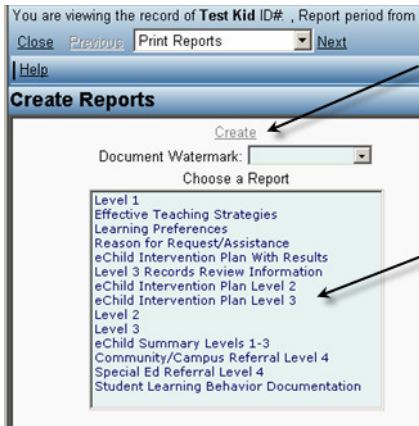 You are viewing the record of Test Kid ID#: , Report period from
Close Previous Print Reports Next
Help
Create Reports
Create
Document Watermark:
Choose a Report
Level 1
Effective Teaching Strategies
Learning Preferences
Reason for Request/Assistance
eChild Intervention Plan With Results
Level 3 Records Review Information
eChild Intervention Plan Level 2
eChild Intervention Plan Level 3
Level 2
Level 3
eChild Summary Levels 1-3
Community/Campus Referral Level 4
Special Ed Referral Level 4
Student Learning Behavior Documentation